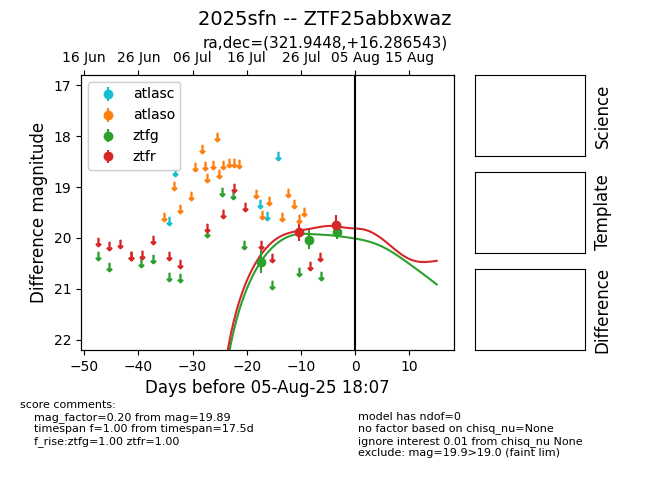 2025sfn -- ZTF25abbxwaz
ra,dec=(321.9448,+16.286543)
16 Jun 26 Jun 06 Jul 16 Jul 26 Jul 05 Aug 15 Aug
17
18
19
20
21
22
Difference magnitude
atlasc
atlaso
ztfg
ztfr
−50 −40 −30 −20 −10 0 10
Days before 05-Aug-25 18:07
Science
Template
Difference
score comments:
mag_factor=0.20 from mag=19.89
timespan f=1.00 from timespan=17.5d
f_rise:ztfg=1.00 ztfr=1.00
model has ndof=0
no factor based on chisq_nu=None
ignore interest 0.01 from chisq_nu None
exclude: mag=19.9>19.0 (faint lim)